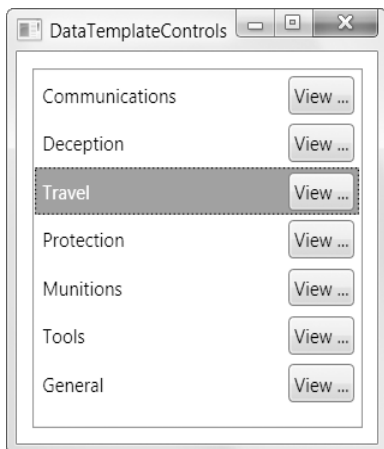 DataTemplateControls
Communications View ...
Deception View ...
Travel View ...
Protection View ...
Munitions View ...
Tools View ...
General View ...